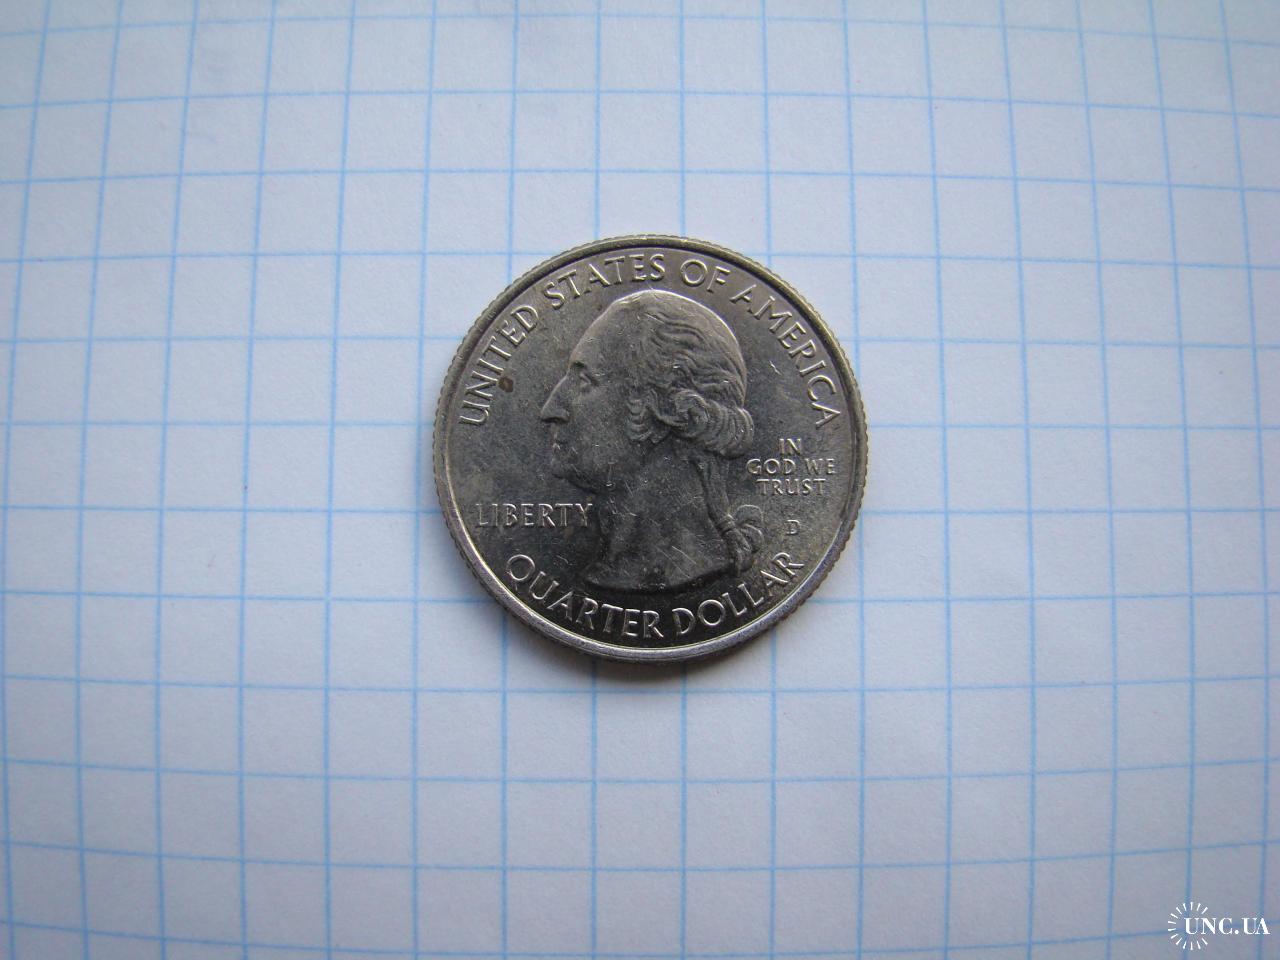 UNITED STATES OF AMERICA
IN
GOD WE
TRUST
LIBERTY
D
QUARTER DOLLAR
UNC.UA